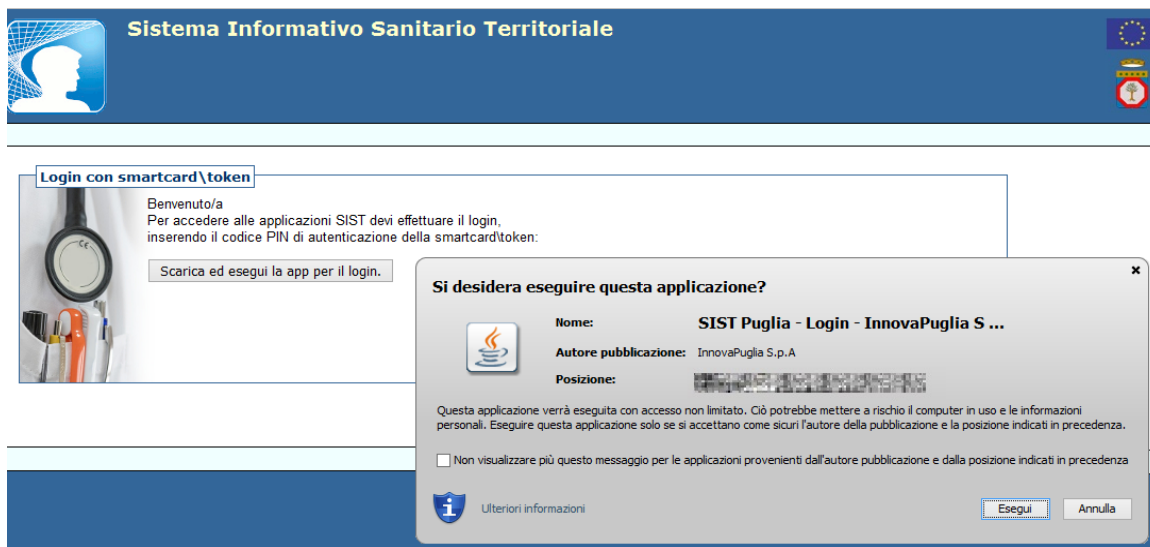 Sistema Informativo Sanitario Territoriale
Login con smartcard\token
Benvenuto/a
Per accedere alle applicazioni SIST devi effettuare il login,
inserendo il codice PIN di autenticazione della smartcard\token:
Scarica ed esegui la app per il login.
Si desidera eseguire questa applicazione?
Nome: SIST Puglia - Login - InnovaPuglia S ...
Autore pubblicazione: InnovaPuglia S.p.A
Posizione:
Questa applicazione verrà eseguita con accesso non limitato. Ciò potrebbe mettere a rischio il computer in uso e le informazioni
personali. Eseguire questa applicazione solo se si accettano come sicuri l'autore della pubblicazione e la posizione indicati in precedenza.
Non visualizzare più questo messaggio per le applicazioni provenienti dall'autore pubblicazione e dalla posizione indicati in precedenza
Ulteriori informazioni
Esegui Annulla